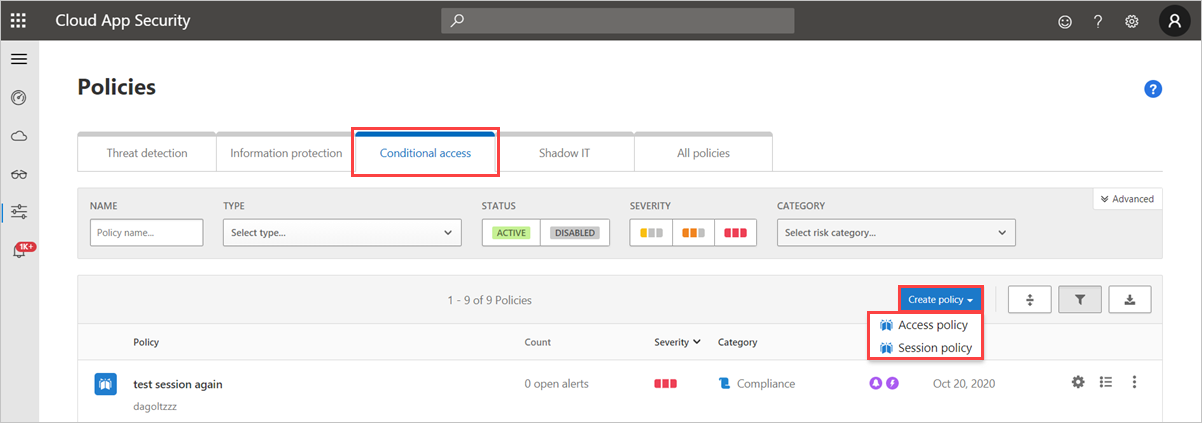 Cloud App Security
?
Policies
?
Threat detection Information protection Conditional access Shadow IT All policies
Advanced
NAME TYPE STATUS SEVERITY CATEGORY
Policy name... Select type... ACTIVE DISABLED Select risk category...
1K+
1 - 9 of 9 Policies Create policy
Access policy
Session policy
Policy Count Severity Category
test session again 0 open alerts Compliance Oct 20, 2020
dagoltzzz